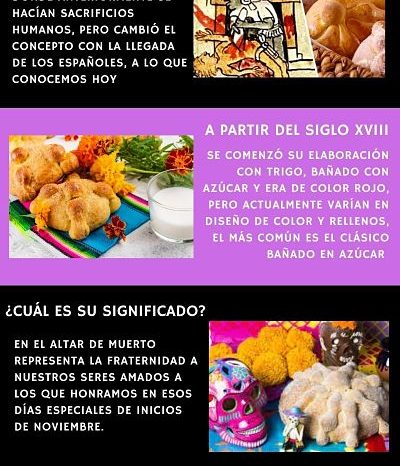 HACÍAN SACRIFICIOS
HUMANOS, PERO CAMBIÓ EL
CONCEPTO CON LA LLEGADA
DE LOS ESPAÑOLES, A LO QUE
CONOCEMOS HOY
A PARTIR DEL SIGLO XVIII
SE COMENZÓ SU ELABORACIÓN
CON TRIGO, BAÑADO CON
AZÚCAR Y ERA DE COLOR ROJO,
PERO ACTUALMENTE VARÍAN EN
DISEÑO DE COLOR Y RELLENOS,
EL MÁS COMÚN ES EL CLÁSICO
BAÑADO EN AZÚCAR
¿CUÁL ES SU SIGNIFICADO?
EN EL ALTAR DE MUERTO
REPRESENTA LA FRATERNIDAD A
NUESTROS SERES AMADOS A
LOS QUE HONRAMOS EN ESOS
DÍAS ESPECIALES DE INICIOS
DE NOVIEMBRE.